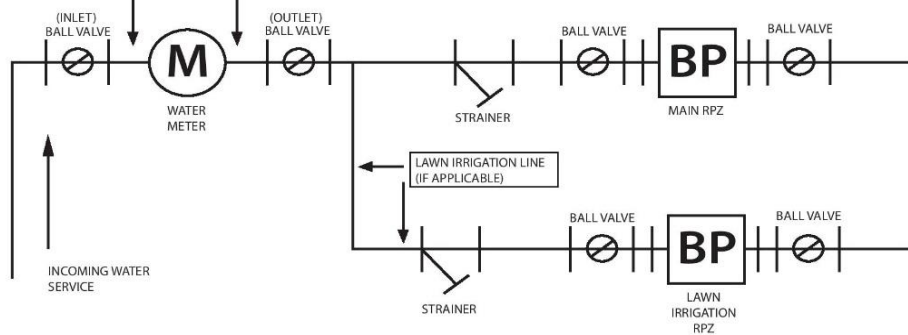 (INLET)
BALL VALVE
(OUTLET)
BALL VALVE
BALL VALVE
BALL VALVE
M
BP
WATER
METER
STRAINER
MAIN RPZ
LAWN IRRIGATION LINE
(IF APPLICABLE)
BALL VALVE
BALL VALVE
BP
INCOMING WATER
SERVICE
STRAINER
LAWN
IRRIGATION
RPZ